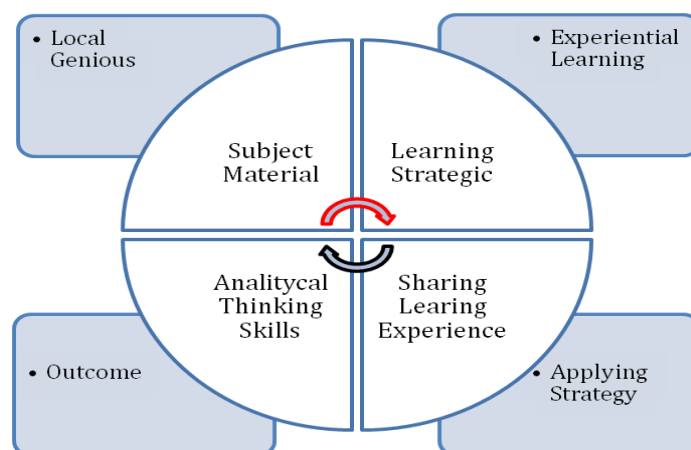 • Local
Genious
• Experiential
Learning
Subject
Material
Learning
Strategic
Analitycal
Thinking
Skills
Sharing
Learing
Experience
• Outcome
• Applying
Strategy